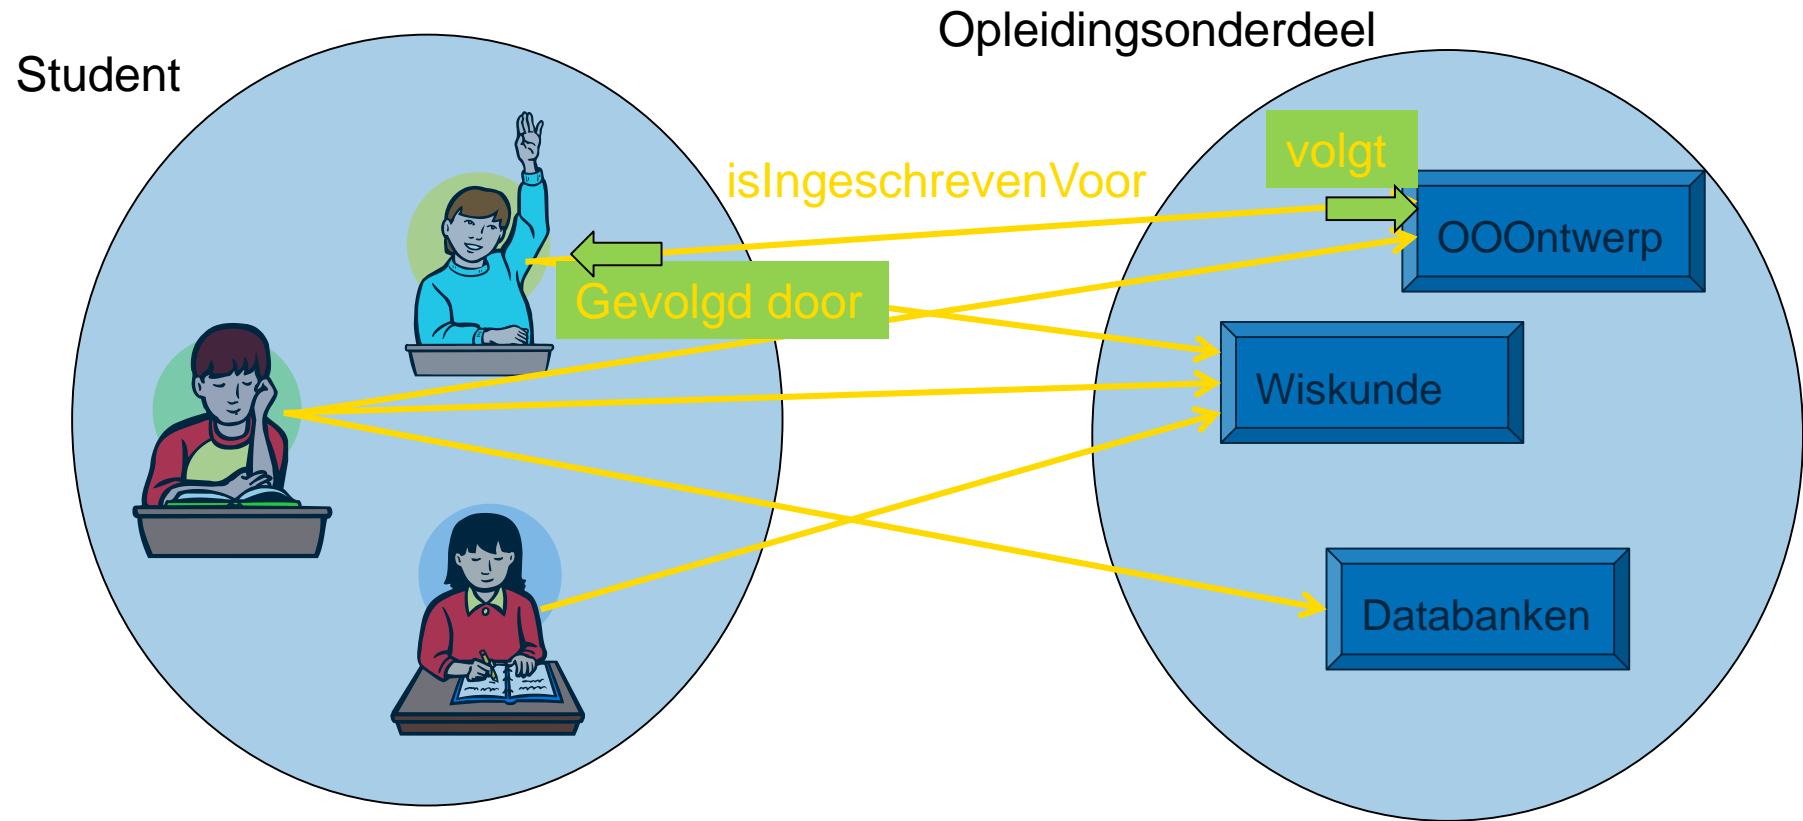 Opleidingsonderdeel
Student
volgt
isIngeschrevenVoor
OOOntwerp
Gevolgd door
Wiskunde
Databanken